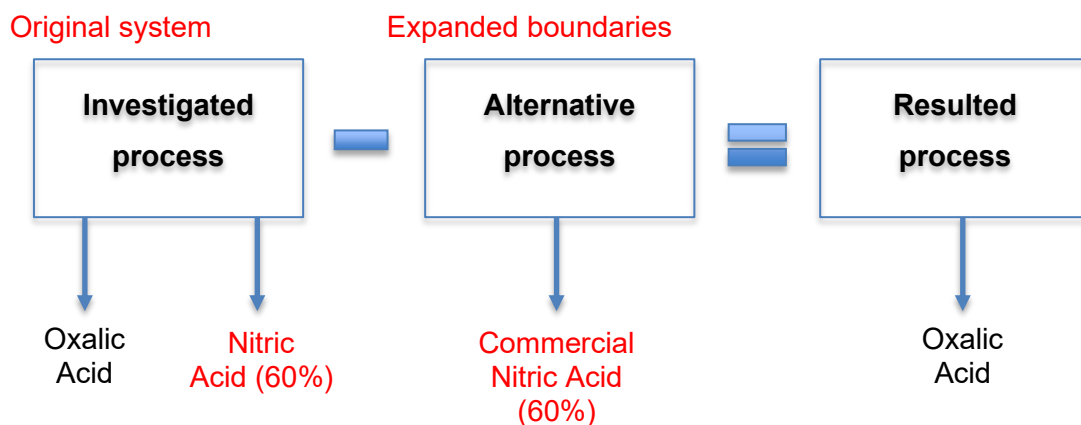 Original system
Expanded boundaries
Investigated
process
Alternative
process
Resulted
process
Oxalic
Acid
Nitric
Acid (60%)
Commercial
Nitric Acid
(60%)
Oxalic
Acid